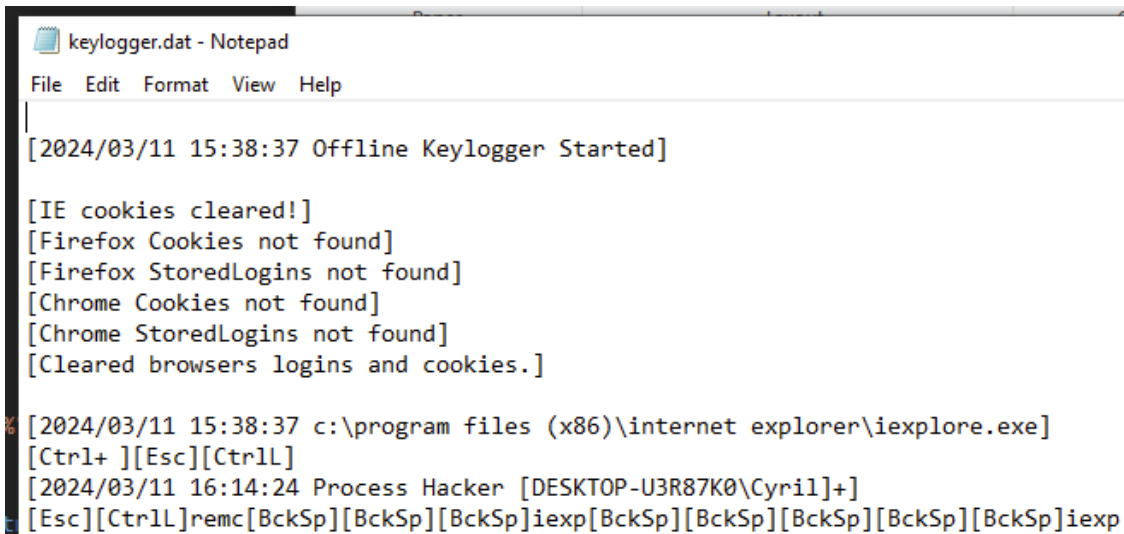 keylogger.dat - Notepad
File Edit Format View Help
[2024/03/11 15:38:37 Offline Keylogger Started]
[IE cookies cleared!]
[Firefox Cookies not found]
[Firefox StoredLogins not found]
[Chrome Cookies not found]
[Chrome StoredLogins not found]
[Cleared browsers logins and cookies.]
[2024/03/11 15:38:37 c:\program files (x86)\internet explorer\iexplore.exe]
[Ctrl+ ][Esc][CtrlL]
[2024/03/11 16:14:24 Process Hacker [DESKTOP-U3R87K0\Cyril]+]
[Esc][CtrlL]remc[BckSp][BckSp][BckSp]iexp[BckSp][BckSp][BckSp][BckSp][BckSp]iexp